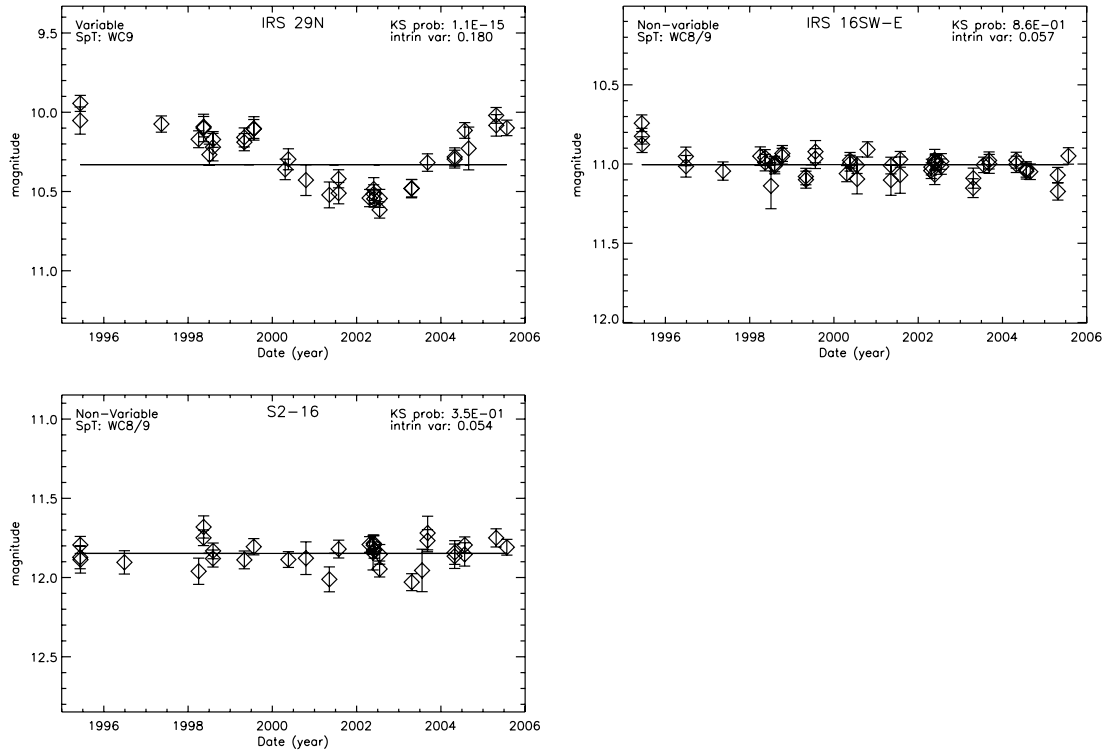 IRS 29N
Variable
SpT: WC9
KS prob: 1.1E-15
intrin var: 0.180
9.5
10.0
10.5
11.0
magnitude
1996 1998 2000 2002 2004 2006
Date (year)
IRS 16SW-E
Non-variable
SpT: WC8/9
KS prob: 8.6E-01
intrin var: 0.057
10.5
11.0
11.5
12.0
magnitude
1996 1998 2000 2002 2004 2006
Date (year)
S2-16
Non-Variable
SpT: WC8/9
KS prob: 3.5E-01
intrin var: 0.054
11.0
11.5
12.0
12.5
magnitude
1996 1998 2000 2002 2004 2006
Date (year)